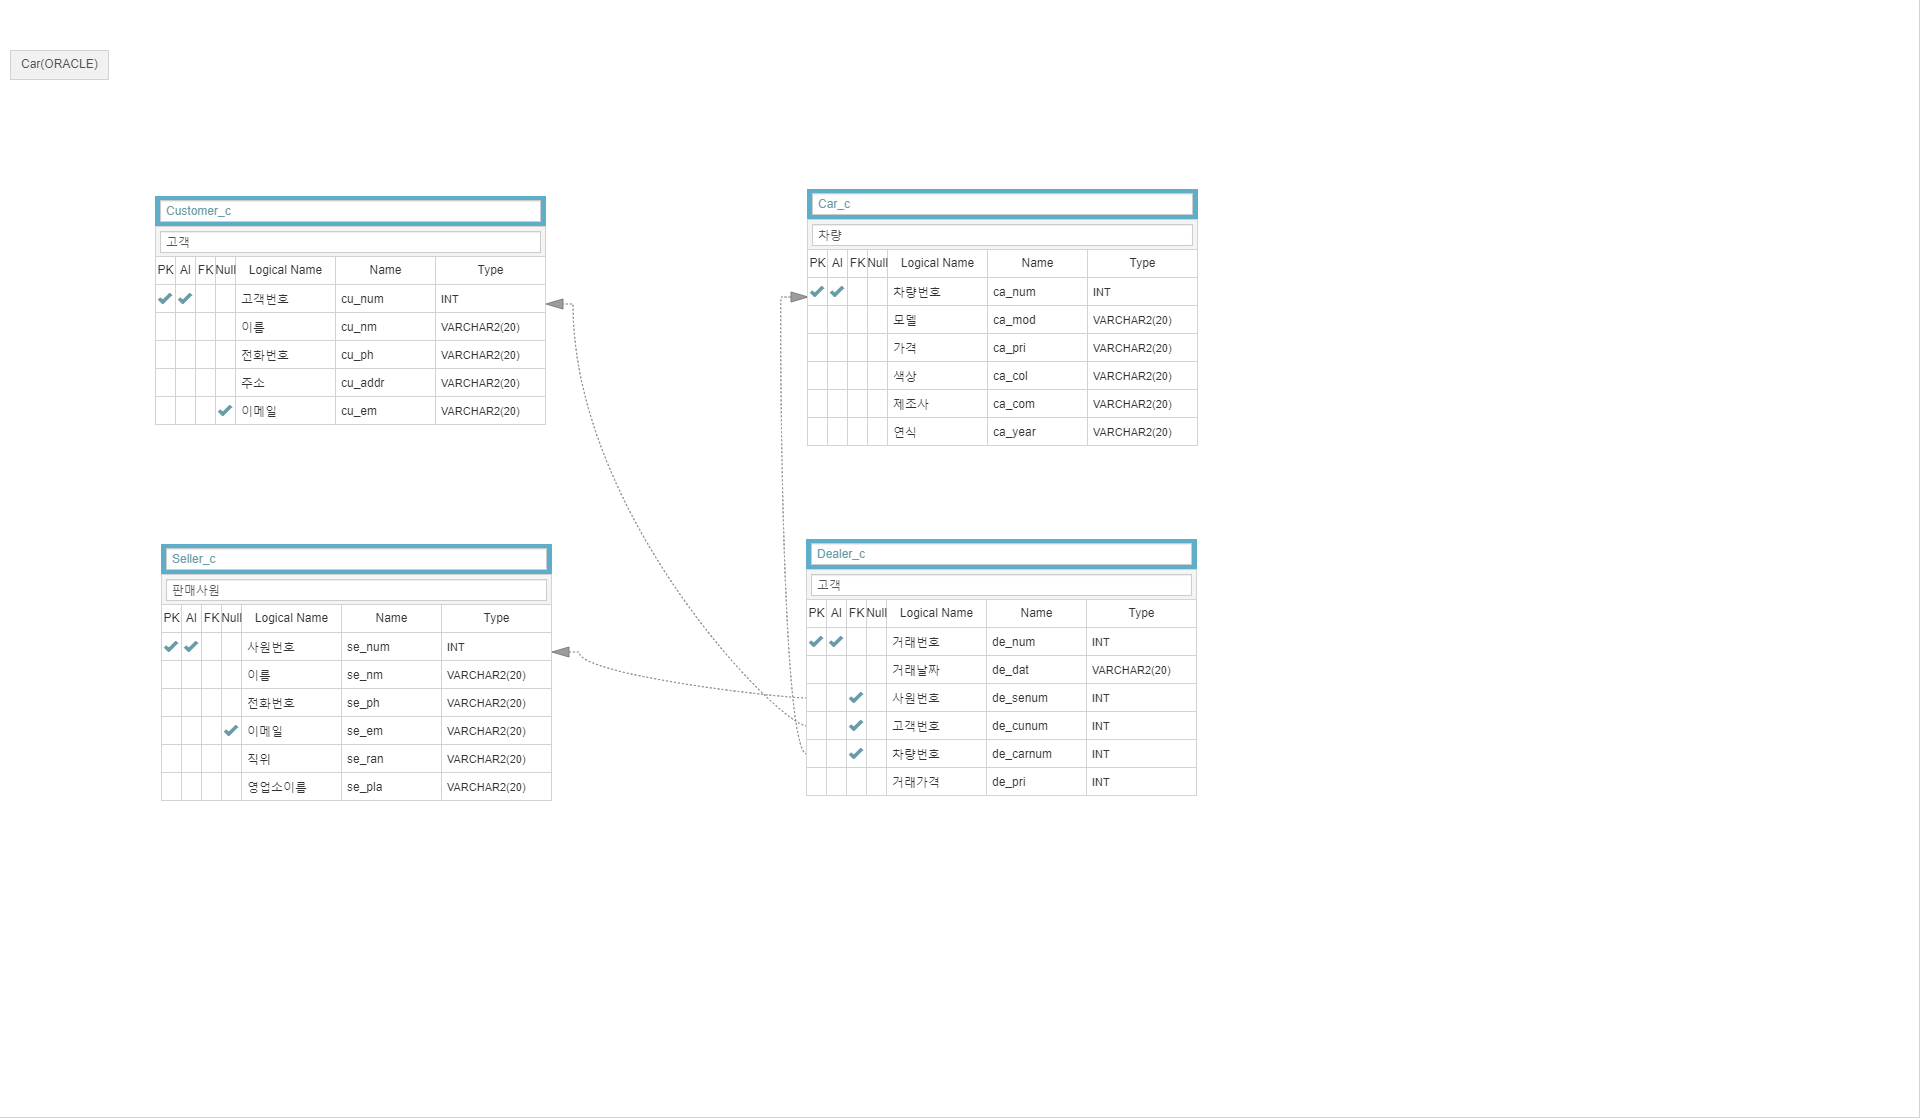 Car(ORACLE)
Customer_c
고객
PK AI FK Null Logical Name Name Type
고객번호 cu_num INT
이름 cu_nm VARCHAR2(20)
전화번호 cu_ph VARCHAR2(20)
주소 cu_addr VARCHAR2(20)
이메일 cu_em VARCHAR2(20)
Car_c
차량
PK AI FK Null Logical Name Name Type
차량번호 ca_num INT
모델 ca_mod VARCHAR2(20)
가격 ca_pri VARCHAR2(20)
색상 ca_col VARCHAR2(20)
제조사 ca_com VARCHAR2(20)
연식 ca_year VARCHAR2(20)
Seller_c
판매사원
PK AI FK Null Logical Name Name Type
사원번호 se_num INT
이름 se_nm VARCHAR2(20)
전화번호 se_ph VARCHAR2(20)
이메일 se_em VARCHAR2(20)
직위 se_ran VARCHAR2(20)
영업소이름 se_pla VARCHAR2(20)
Dealer_c
고객
PK AI FK Null Logical Name Name Type
거래번호 de_num INT
거래날짜 de_dat VARCHAR2(20)
사원번호 de_senum INT
고객번호 de_cunum INT
차량번호 de_carnum INT
거래가격 de_pri INT